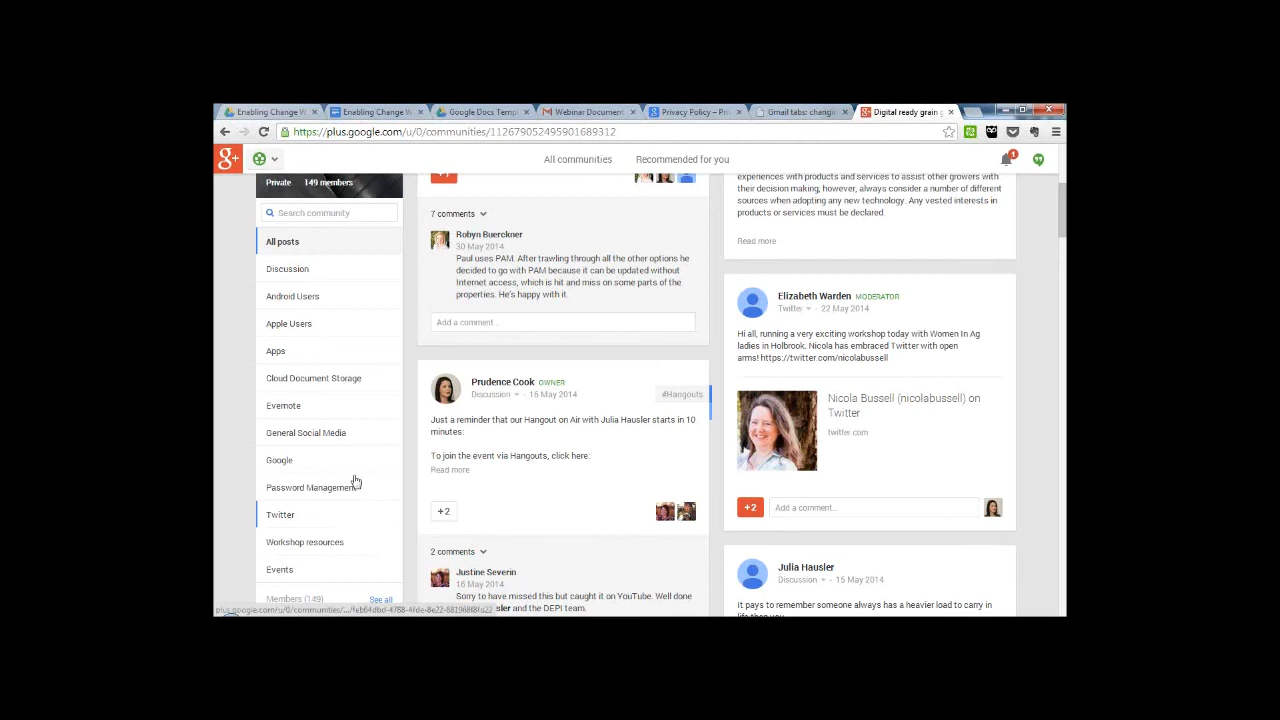 Enabling Change W
Enabling Change W
Google Docs Temp
Webinar Document
Privacy Policy – Pri
Gmail tabs: changin
Digital ready grain g
https://plus.google.com/u/0/communities/112679052495901689312
g+
All communities
Recommended for you
1
Private 149 members
Search community
All posts
Discussion
Android Users
Apple Users
Apps
Cloud Document Storage
Evernote
General Social Media
Google
Password Management
Twitter
Workshop resources
Events
Members (149)
See all
7 comments
Robyn Buerckner
30 May 2014
Paul uses PAM. After trawling through all the other options he
decided to go with PAM because it can be updated without
Internet access, which is hit and miss on some parts of the
properties. He's happy with it.
Add a comment...
Prudence Cook OWNER
Discussion - 16 May 2014
#Hangouts
Just a reminder that our Hangout on Air with Julia Hausler starts in 10
minutes:
To join the event via Hangouts, click here:
Read more
+2
2 comments
Justine Severin
16 May 2014
Sorry to have missed this but caught it on YouTube. Well done
sler and the DEPI team.
experiences with products and services to assist other growers with
their decision making, however, always consider a number of different
sources when adopting any new technology. Any vested interests in
products or services must be declared.
Read more
Elizabeth Warden MODERATOR
Twitter - 22 May 2014
Hi all, running a very exciting workshop today with Women In Ag
ladies in Holbrook. Nicola has embraced Twitter with open
arms! https://twitter.com/nicolabussell
Nicola Bussell (nicolabussell) on
Twitter
twitter.com
+2
Add a comment...
Julia Hausler
Discussion - 15 May 2014
It pays to remember someone always has a heavier load to carry in
life than you